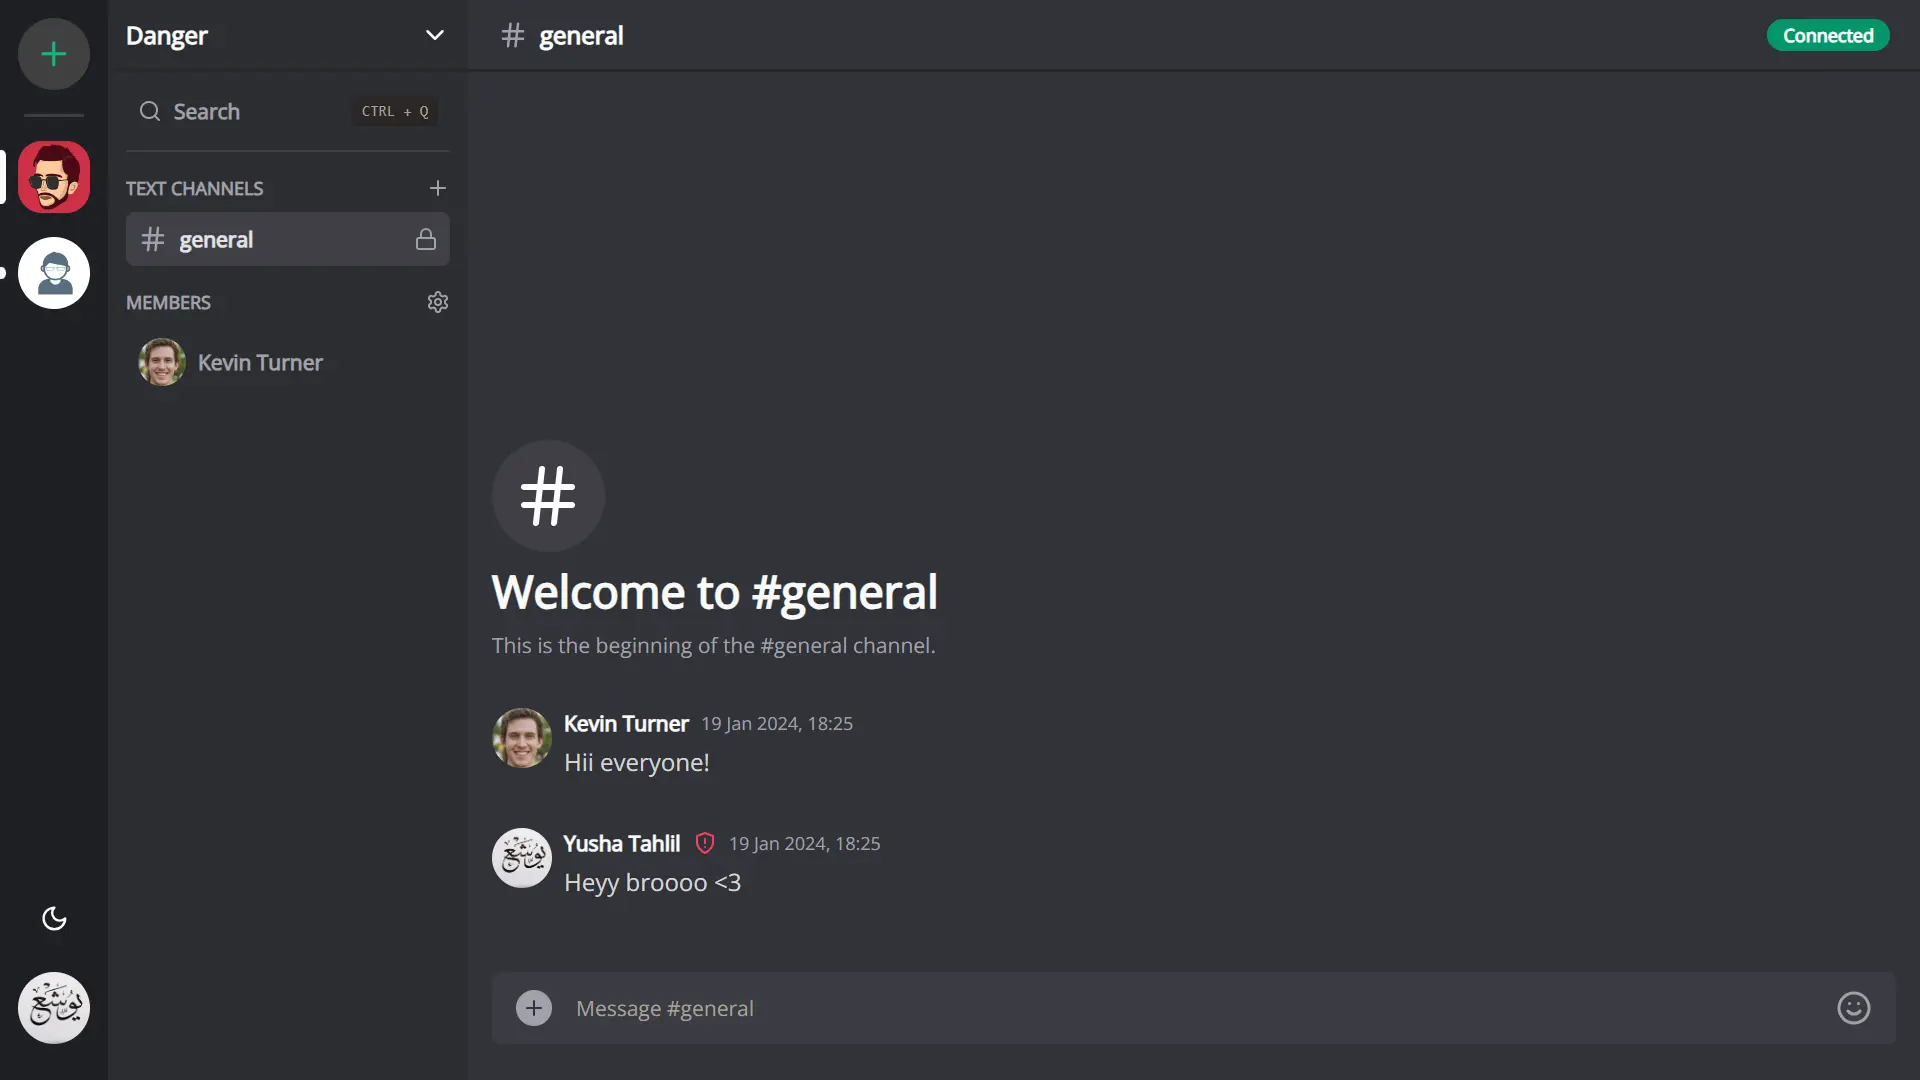 Danger
Search
CTRL + Q
TEXT CHANNELS
general
MEMBERS
Kevin Turner
يوشع
# general
Connected
#
Welcome to #general
This is the beginning of the #general channel.
Kevin Turner 19 Jan 2024, 18:25
Hii everyone!
يوشع
Yusha Tahlil 19 Jan 2024, 18:25
Heyy broooo <3
Message #general